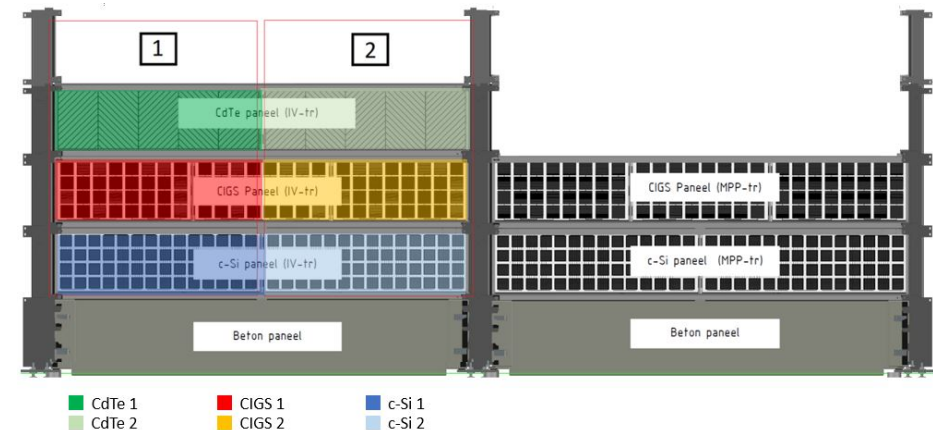 1
2
CdTe paneel (IV-tr)
CIGS Paneel (IV-tr)
CIGS Paneel (MPP-tr)
c-Si paneel (IV-tr)
c-Si paneel (MPP-tr)
Beton paneel
Beton paneel
CdTe 1
CIGS 1
c-Si 1
CdTe 2
CIGS 2
c-Si 2